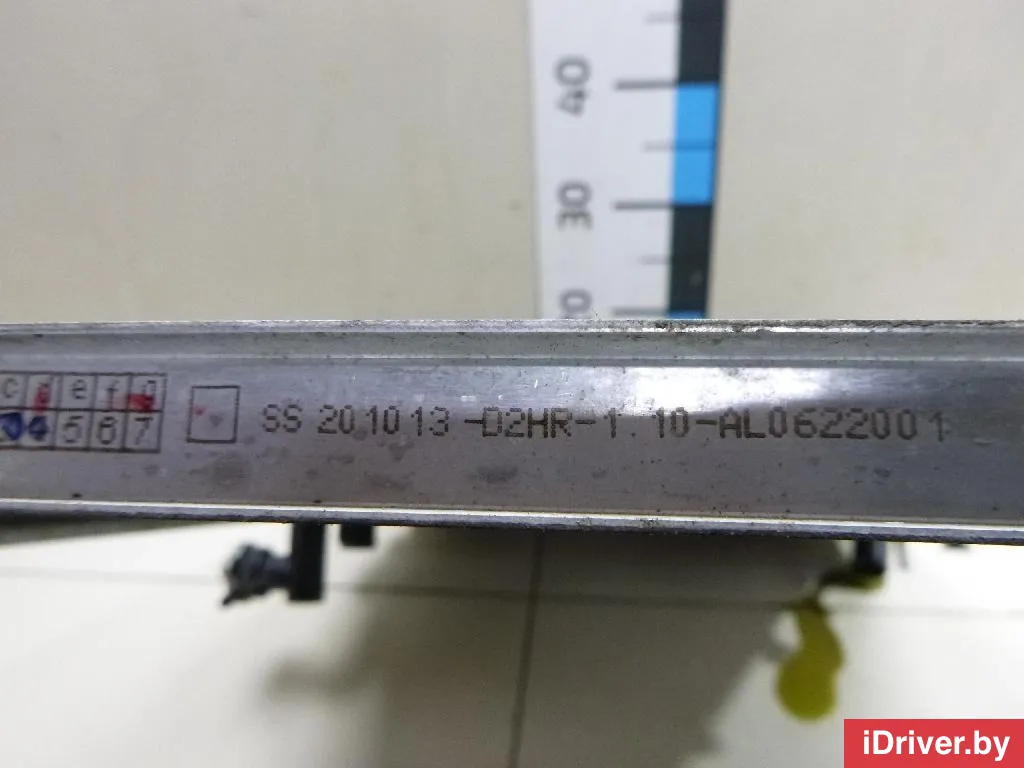 40
30
c d e f g
4 5 6 7
SS 201013-D2HR-1.10-AL0622001
iDriver.by